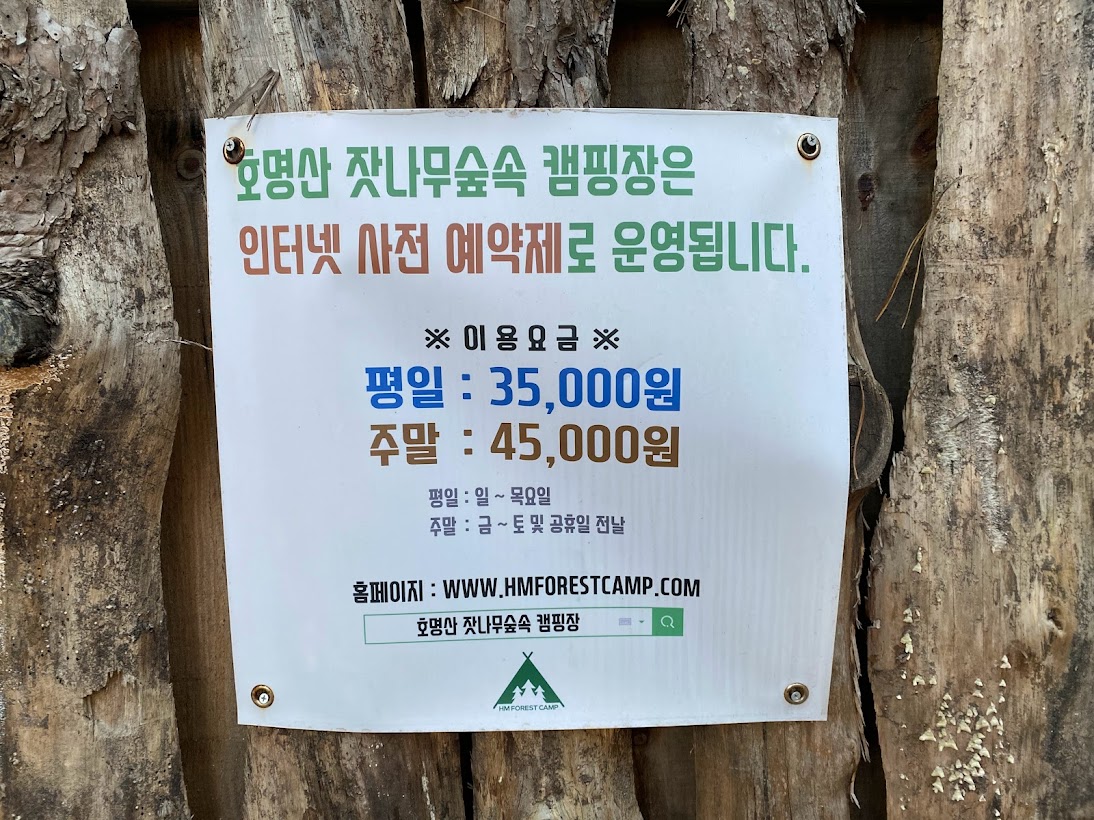 호명산 잣나무숲속 캠핑장은
인터넷 사전 예약제로 운영됩니다.
※ 이용요금 ※
평일 : 35,000원
주말 : 45,000원
평일 : 일 ~ 목요일
주말 : 금 ~ 토 및 공휴일 전날
홈페이지 : WWW.HMFORESTCAMP.COM
호명산 잣나무숲속 캠핑장
HM FOREST CAMP